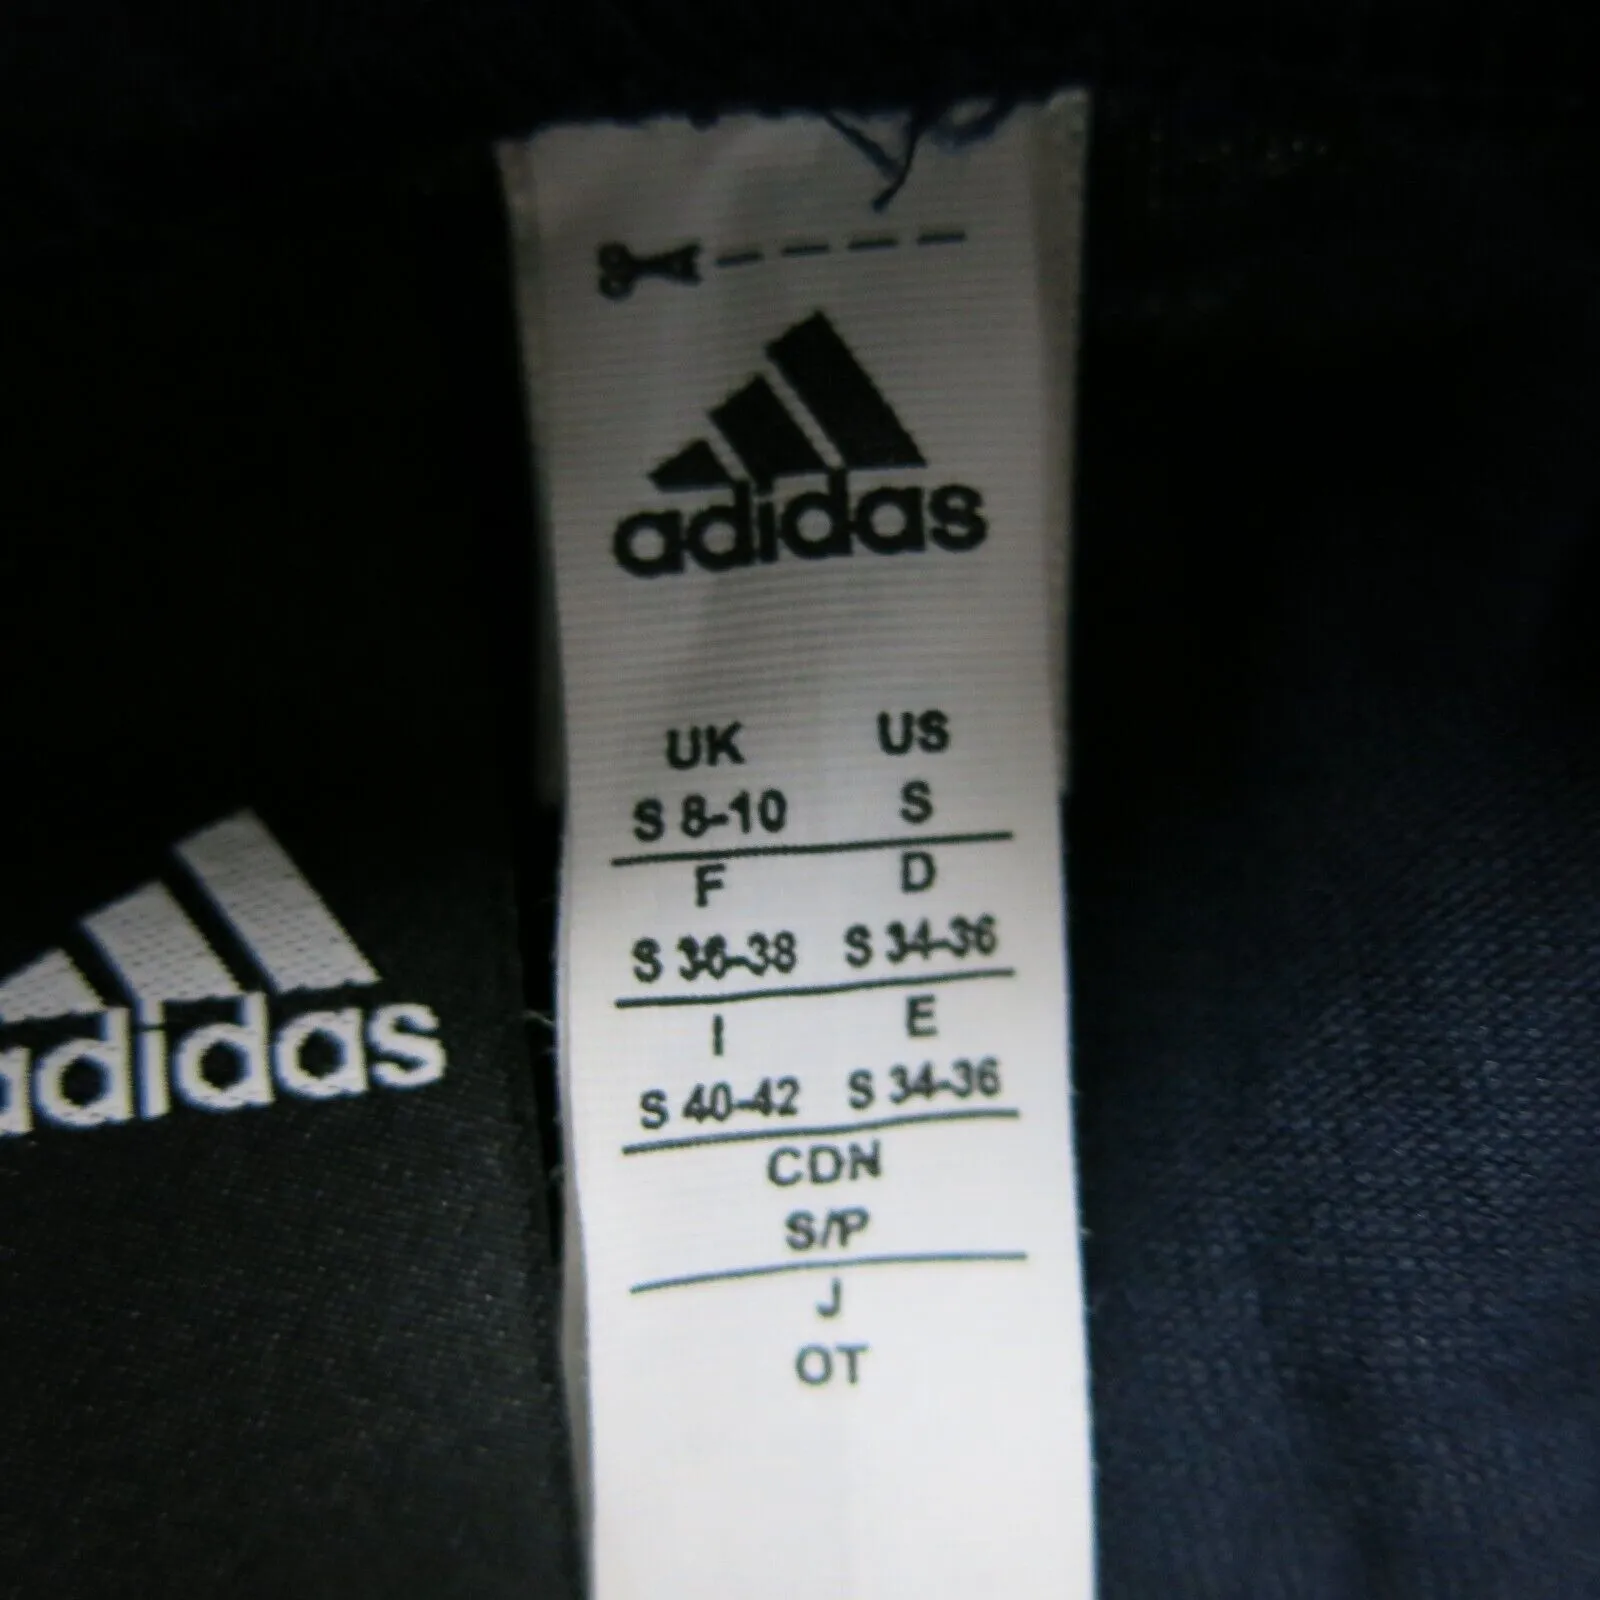 adidas
UK US
S 8-10 S
F D
S 36-38 S 34-36
I E
S 40-42 S 34-36
CDN
S/P
J
OT
adidas